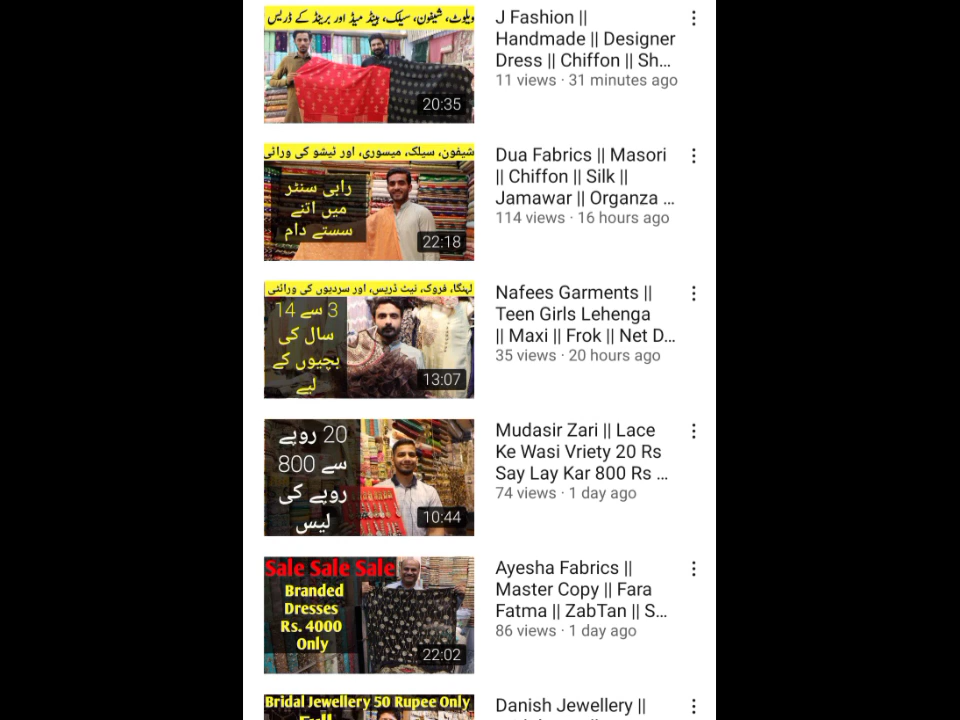 ویلوٹ، شیفون، سیلک، ہینڈ میڈ اور برینڈ کے ڈریس
20:35
J Fashion ||
Handmade || Designer
Dress || Chiffon || Sh...
11 views · 31 minutes ago
شیفون، سیلک، میسوری، اور ٹیشو کی ورائٹی
رابی سنٹر
میں اتنے
سستے دام
22:18
Dua Fabrics || Masori
|| Chiffon || Silk ||
Jamawar || Organza ...
114 views · 16 hours ago
لہنگا، فروک، نیٹ ڈریس، اور سردیوں کی ورائٹی
3 سے 14
سال کی
بچیوں کے
لیے
13:07
Nafees Garments ||
Teen Girls Lehenga
|| Maxi || Frok || Net D...
35 views · 20 hours ago
20 روپے
سے 800
روپے کی
لیس
10:44
Mudasir Zari || Lace
Ke Wasi Vriety 20 Rs
Say Lay Kar 800 Rs ...
74 views · 1 day ago
Sale Sale Sale
Branded
Dresses
Rs. 4000
Only
22:02
Ayesha Fabrics ||
Master Copy || Fara
Fatma || ZabTan || S...
86 views · 1 day ago
Bridal Jewellery 50 Rupee Only
Full
Danish Jewellery ||